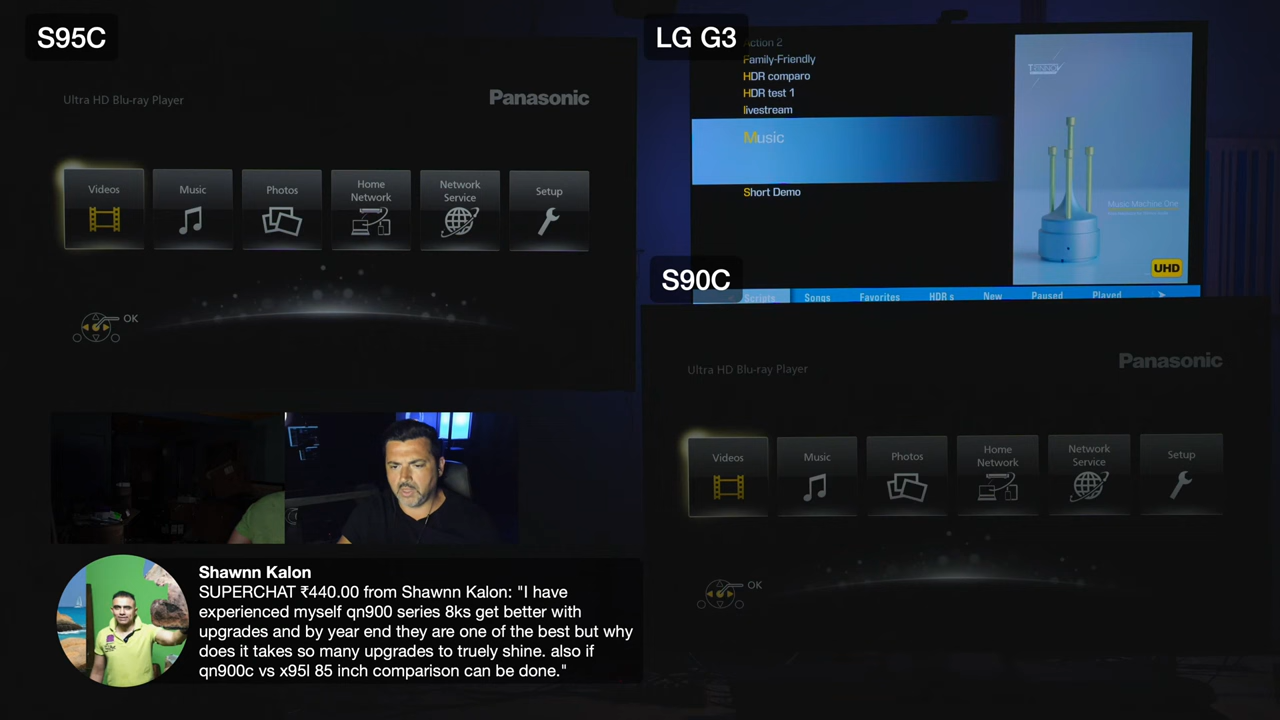 S95C
Ultra HD Blu-ray Player
Panasonic
Videos
Music
Photos
Home
Network
Network
Service
Setup
OK
LG G3
Action 2
Family-Friendly
HDR comparo
HDR test 1
livestream
Music
Short Demo
Music Machine One
UHD
Scripts
Songs
Favorites
HDR s
New
Paused
Played
S90C
Ultra HD Blu-ray Player
Panasonic
Videos
Music
Photos
Home
Network
Network
Service
Setup
OK
Shawnn Kalon
SUPERCHAT ₹440.00 from Shawnn Kalon: "I have
experienced myself qn900 series 8ks get better with
upgrades and by year end they are one of the best but why
does it takes so many upgrades to truely shine. also if
qn900c vs x95l 85 inch comparison can be done."